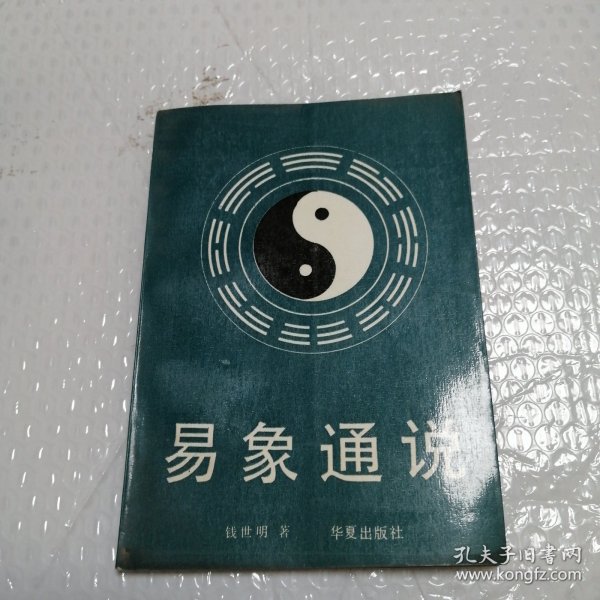 易象通说
钱世明 著 华夏出版社
孔夫子旧书网
www.kongfz.com